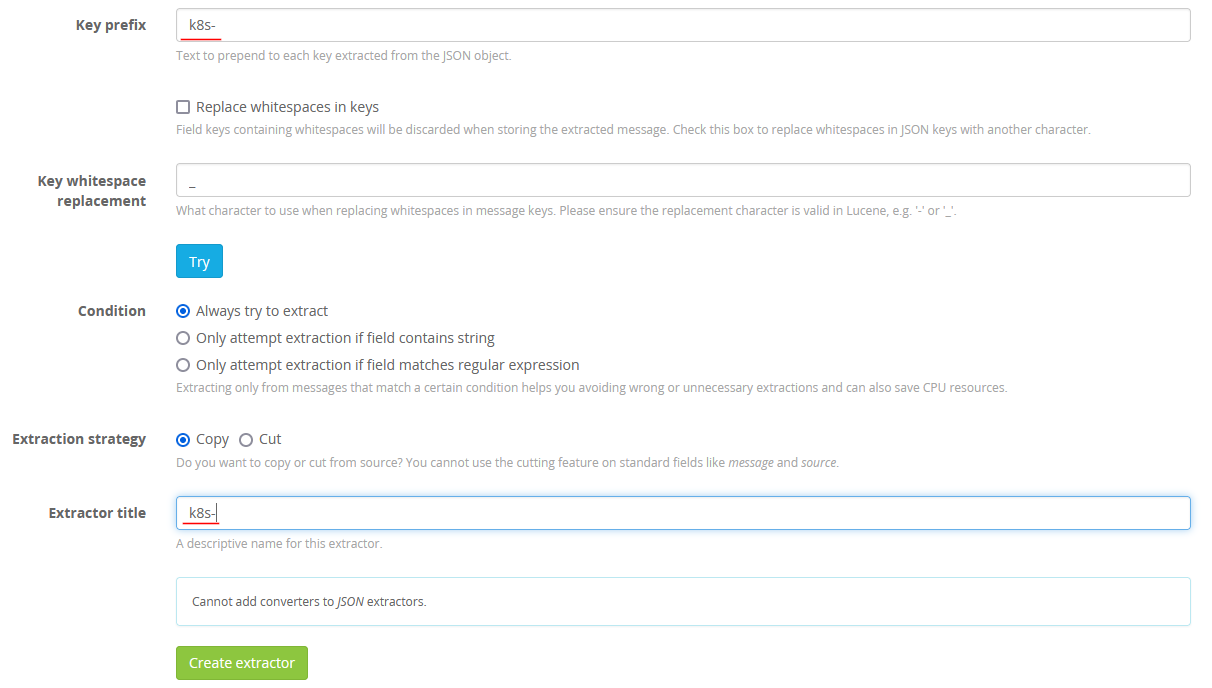 Key prefix
k8s-
Text to prepend to each key extracted from the JSON object.
Replace whitespaces in keys
Field keys containing whitespaces will be discarded when storing the extracted message. Check this box to replace whitespaces in JSON keys with another character.
Key whitespace
replacement
_
What character to use when replacing whitespaces in message keys. Please ensure the replacement character is valid in Lucene, e.g. '-' or '_'.
Try
Condition
Always try to extract
Only attempt extraction if field contains string
Only attempt extraction if field matches regular expression
Extracting only from messages that match a certain condition helps you avoiding wrong or unnecessary extractions and can also save CPU resources.
Extraction strategy
Copy Cut
Do you want to copy or cut from source? You cannot use the cutting feature on standard fields like message and source.
Extractor title
k8s-
A descriptive name for this extractor.
Cannot add converters to JSON extractors.
Create extractor